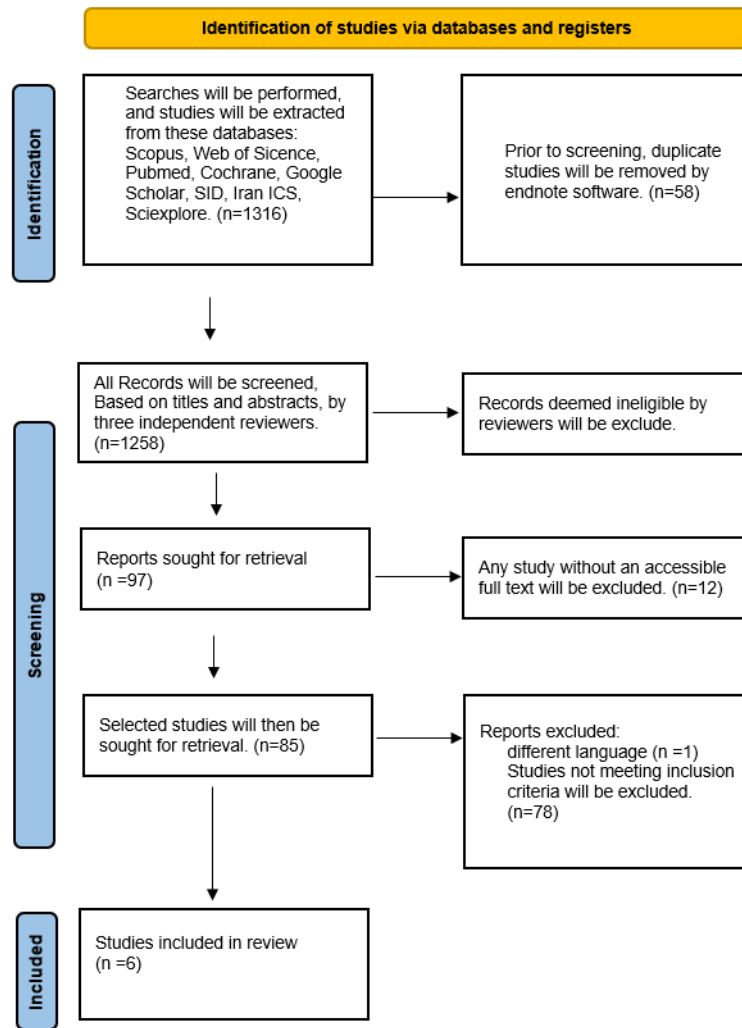 Identification of studies via databases and registers
Identification
Searches will be performed,
and studies will be extracted
from these databases:
Scopus, Web of Sicence,
Pubmed, Cochrane, Google
Scholar, SID, Iran ICS,
Sciexplore. (n=1316)
Prior to screening, duplicate
studies will be removed by
endnote software. (n=58)
Screening
All Records will be screened,
Based on titles and abstracts, by
three independent reviewers.
(n=1258)
Records deemed ineligible by
reviewers will be exclude.
Reports sought for retrieval
(n =97)
Any study without an accessible
full text will be excluded. (n=12)
Selected studies will then be
sought for retrieval. (n=85)
Reports excluded:
different language (n =1)
Studies not meeting inclusion
criteria will be excluded.
(n=78)
Included
Studies included in review
(n =6)